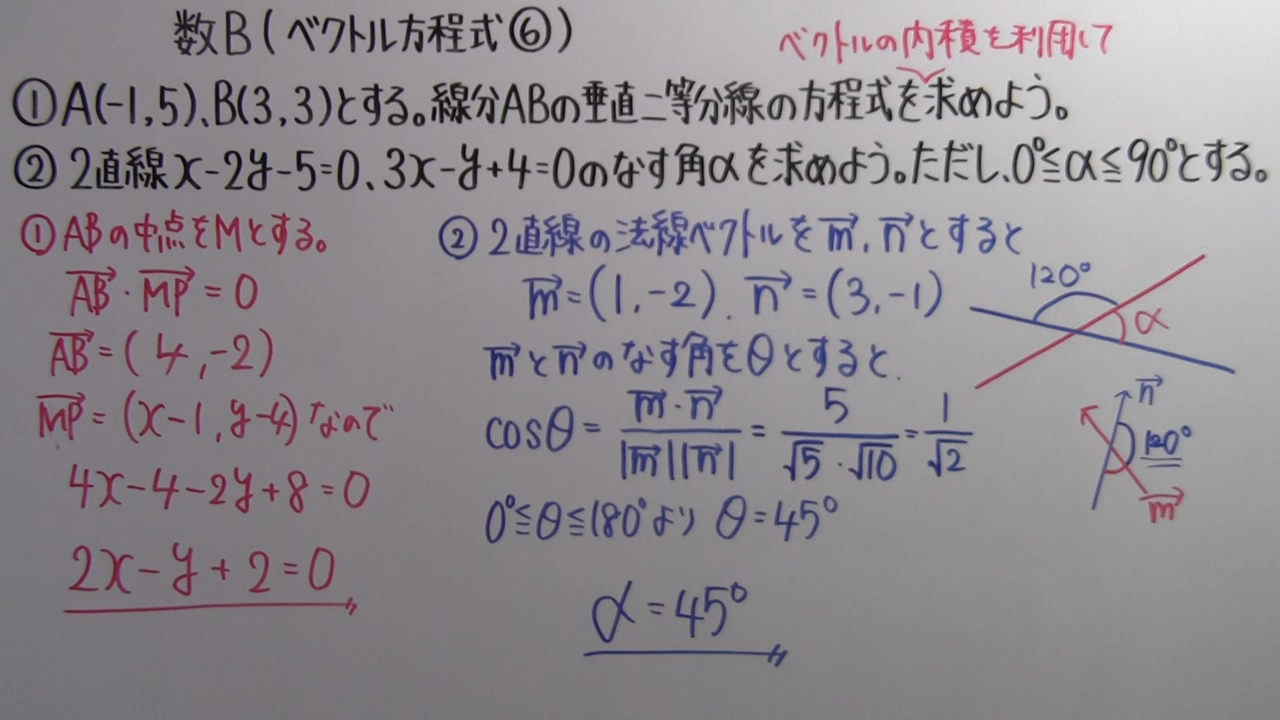 数B(ベクトル方程式⑥)
ベクトルの内積を利用して
①A(-1,5)、B(3,3)とする。線分ABの垂直二等分線の方程式を求めよう。
②2直線x-2y-5=0、3x-y+4=0のなす角αを求めよう。ただし、0°≦α≦90°とする。
①ABの中点をMとする。
AB→・MP→=0
AB→=(4,-2)
MP→=(x-1,y-4)なので
4x-4-2y+8=0
2x-y+2=0
②2直線の法線ベクトルをm→,n→とすると
m→=(1,-2)、n→=(3,-1)
m→とn→のなす角をθとすると、
cosθ=m→・n→/|m→||n→|=5/√5・√10=1/√2
0°≦θ≦180°より θ=45°
α=45°
120°
α
n→
120°
m→